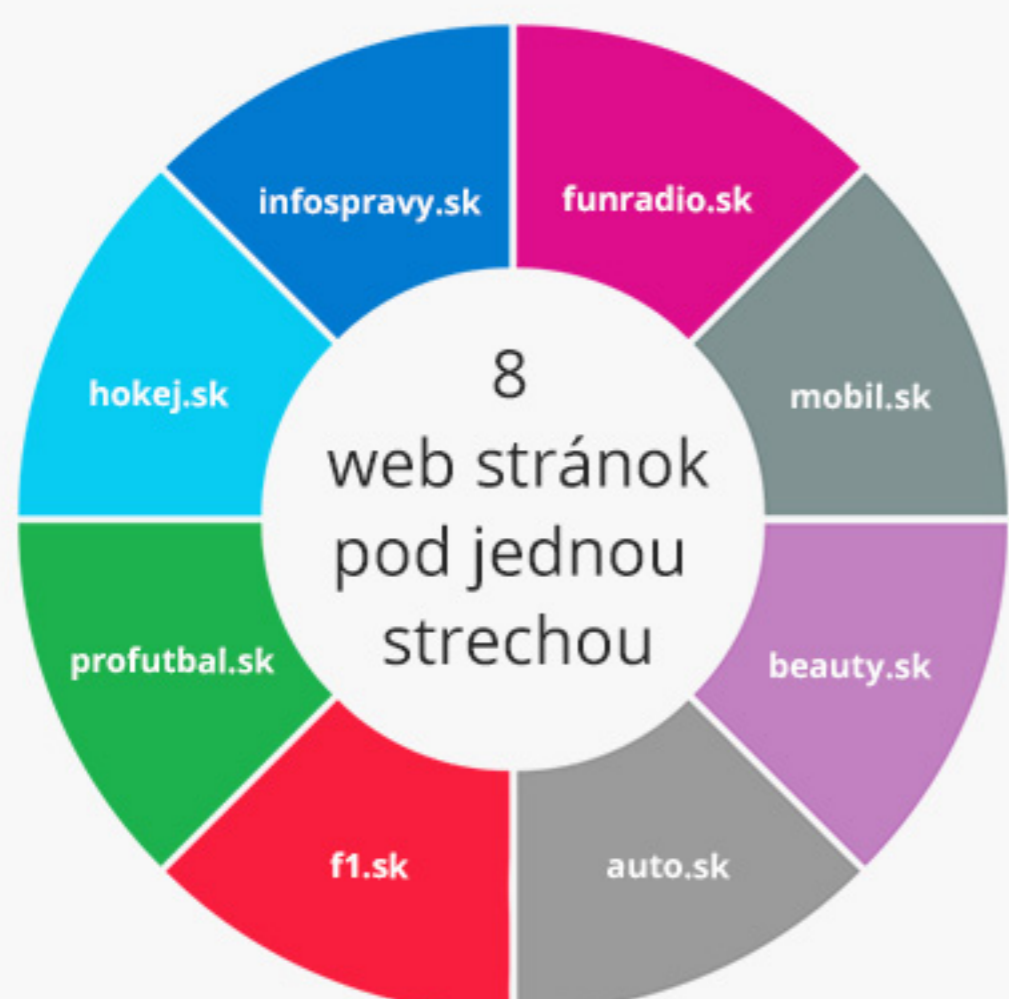 infospravy.sk
funradio.sk
hokej.sk
mobil.sk
8
web stránok
pod jednou
strechou
profutbal.sk
beauty.sk
f1.sk
auto.sk